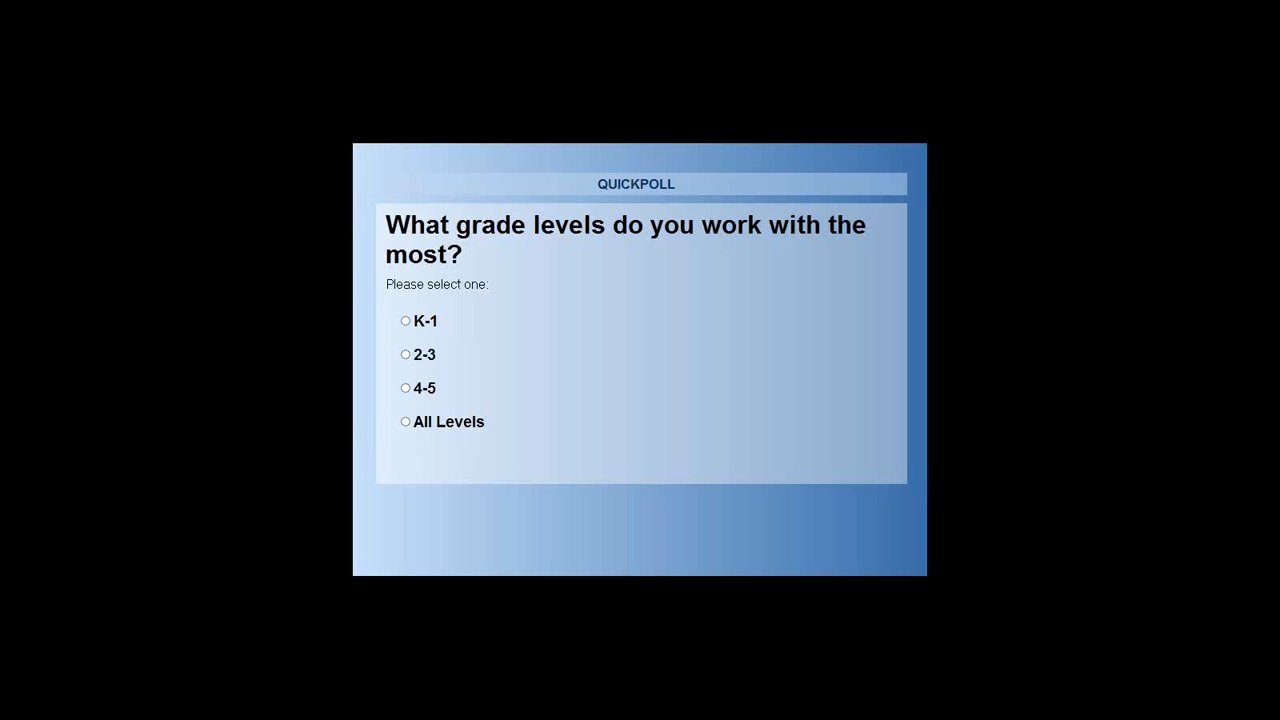 QUICKPOLL
What grade levels do you work with the
most?
Please select one:
K-1
2-3
4-5
All Levels